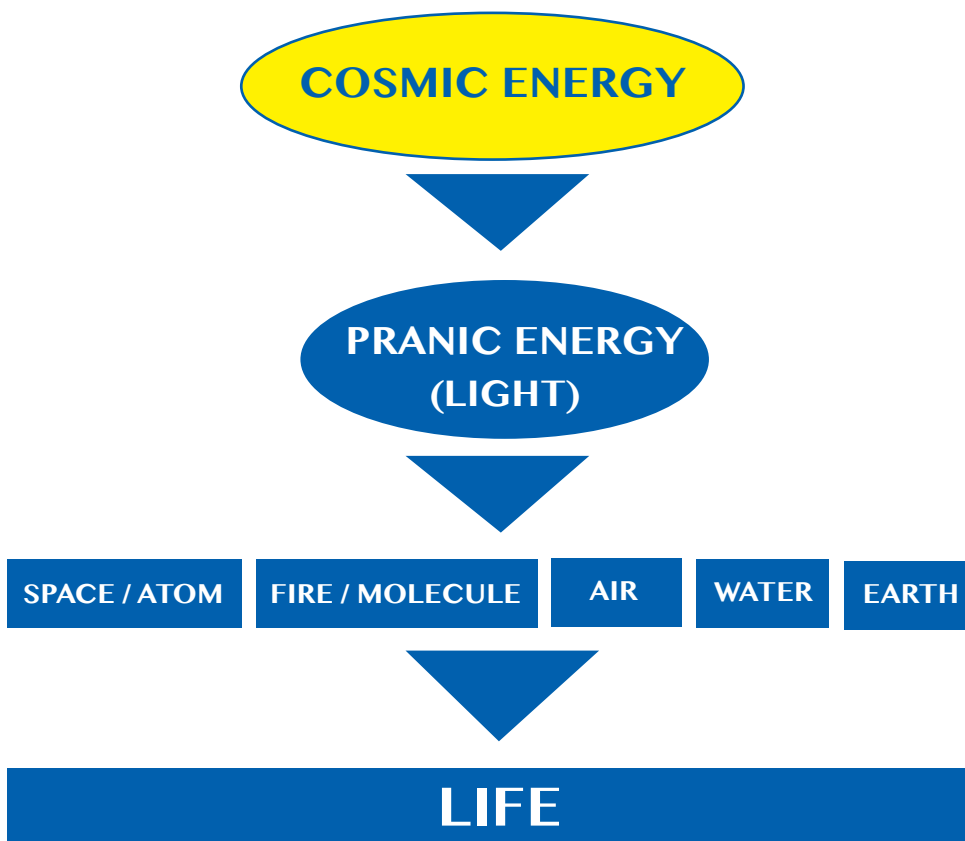 COSMIC ENERGY
PRANIC ENERGY
(LIGHT)
SPACE / ATOM
FIRE / MOLECULE
AIR
WATER
EARTH
LIFE